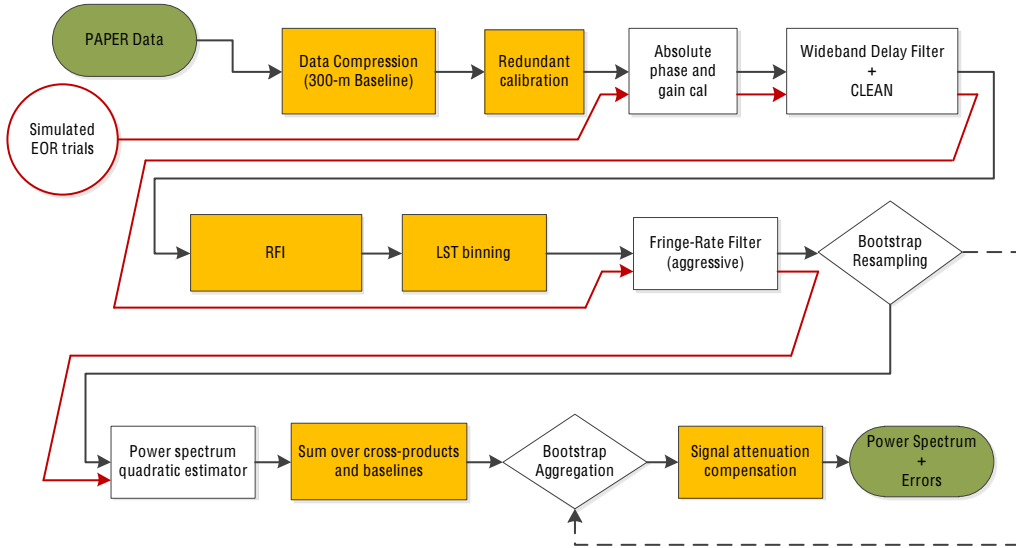 PAPER Data
Data Compression
(300-m Baseline)
Redundant
calibration
Absolute
phase and
gain cal
Wideband Delay Filter
+
CLEAN
Simulated
EOR trials
RFI
LST binning
Fringe-Rate Filter
(aggressive)
Bootstrap
Resampling
Power spectrum
quadratic estimator
Sum over cross-products
and baselines
Bootstrap
Aggregation
Signal attenuation
compensation
Power Spectrum
+
Errors